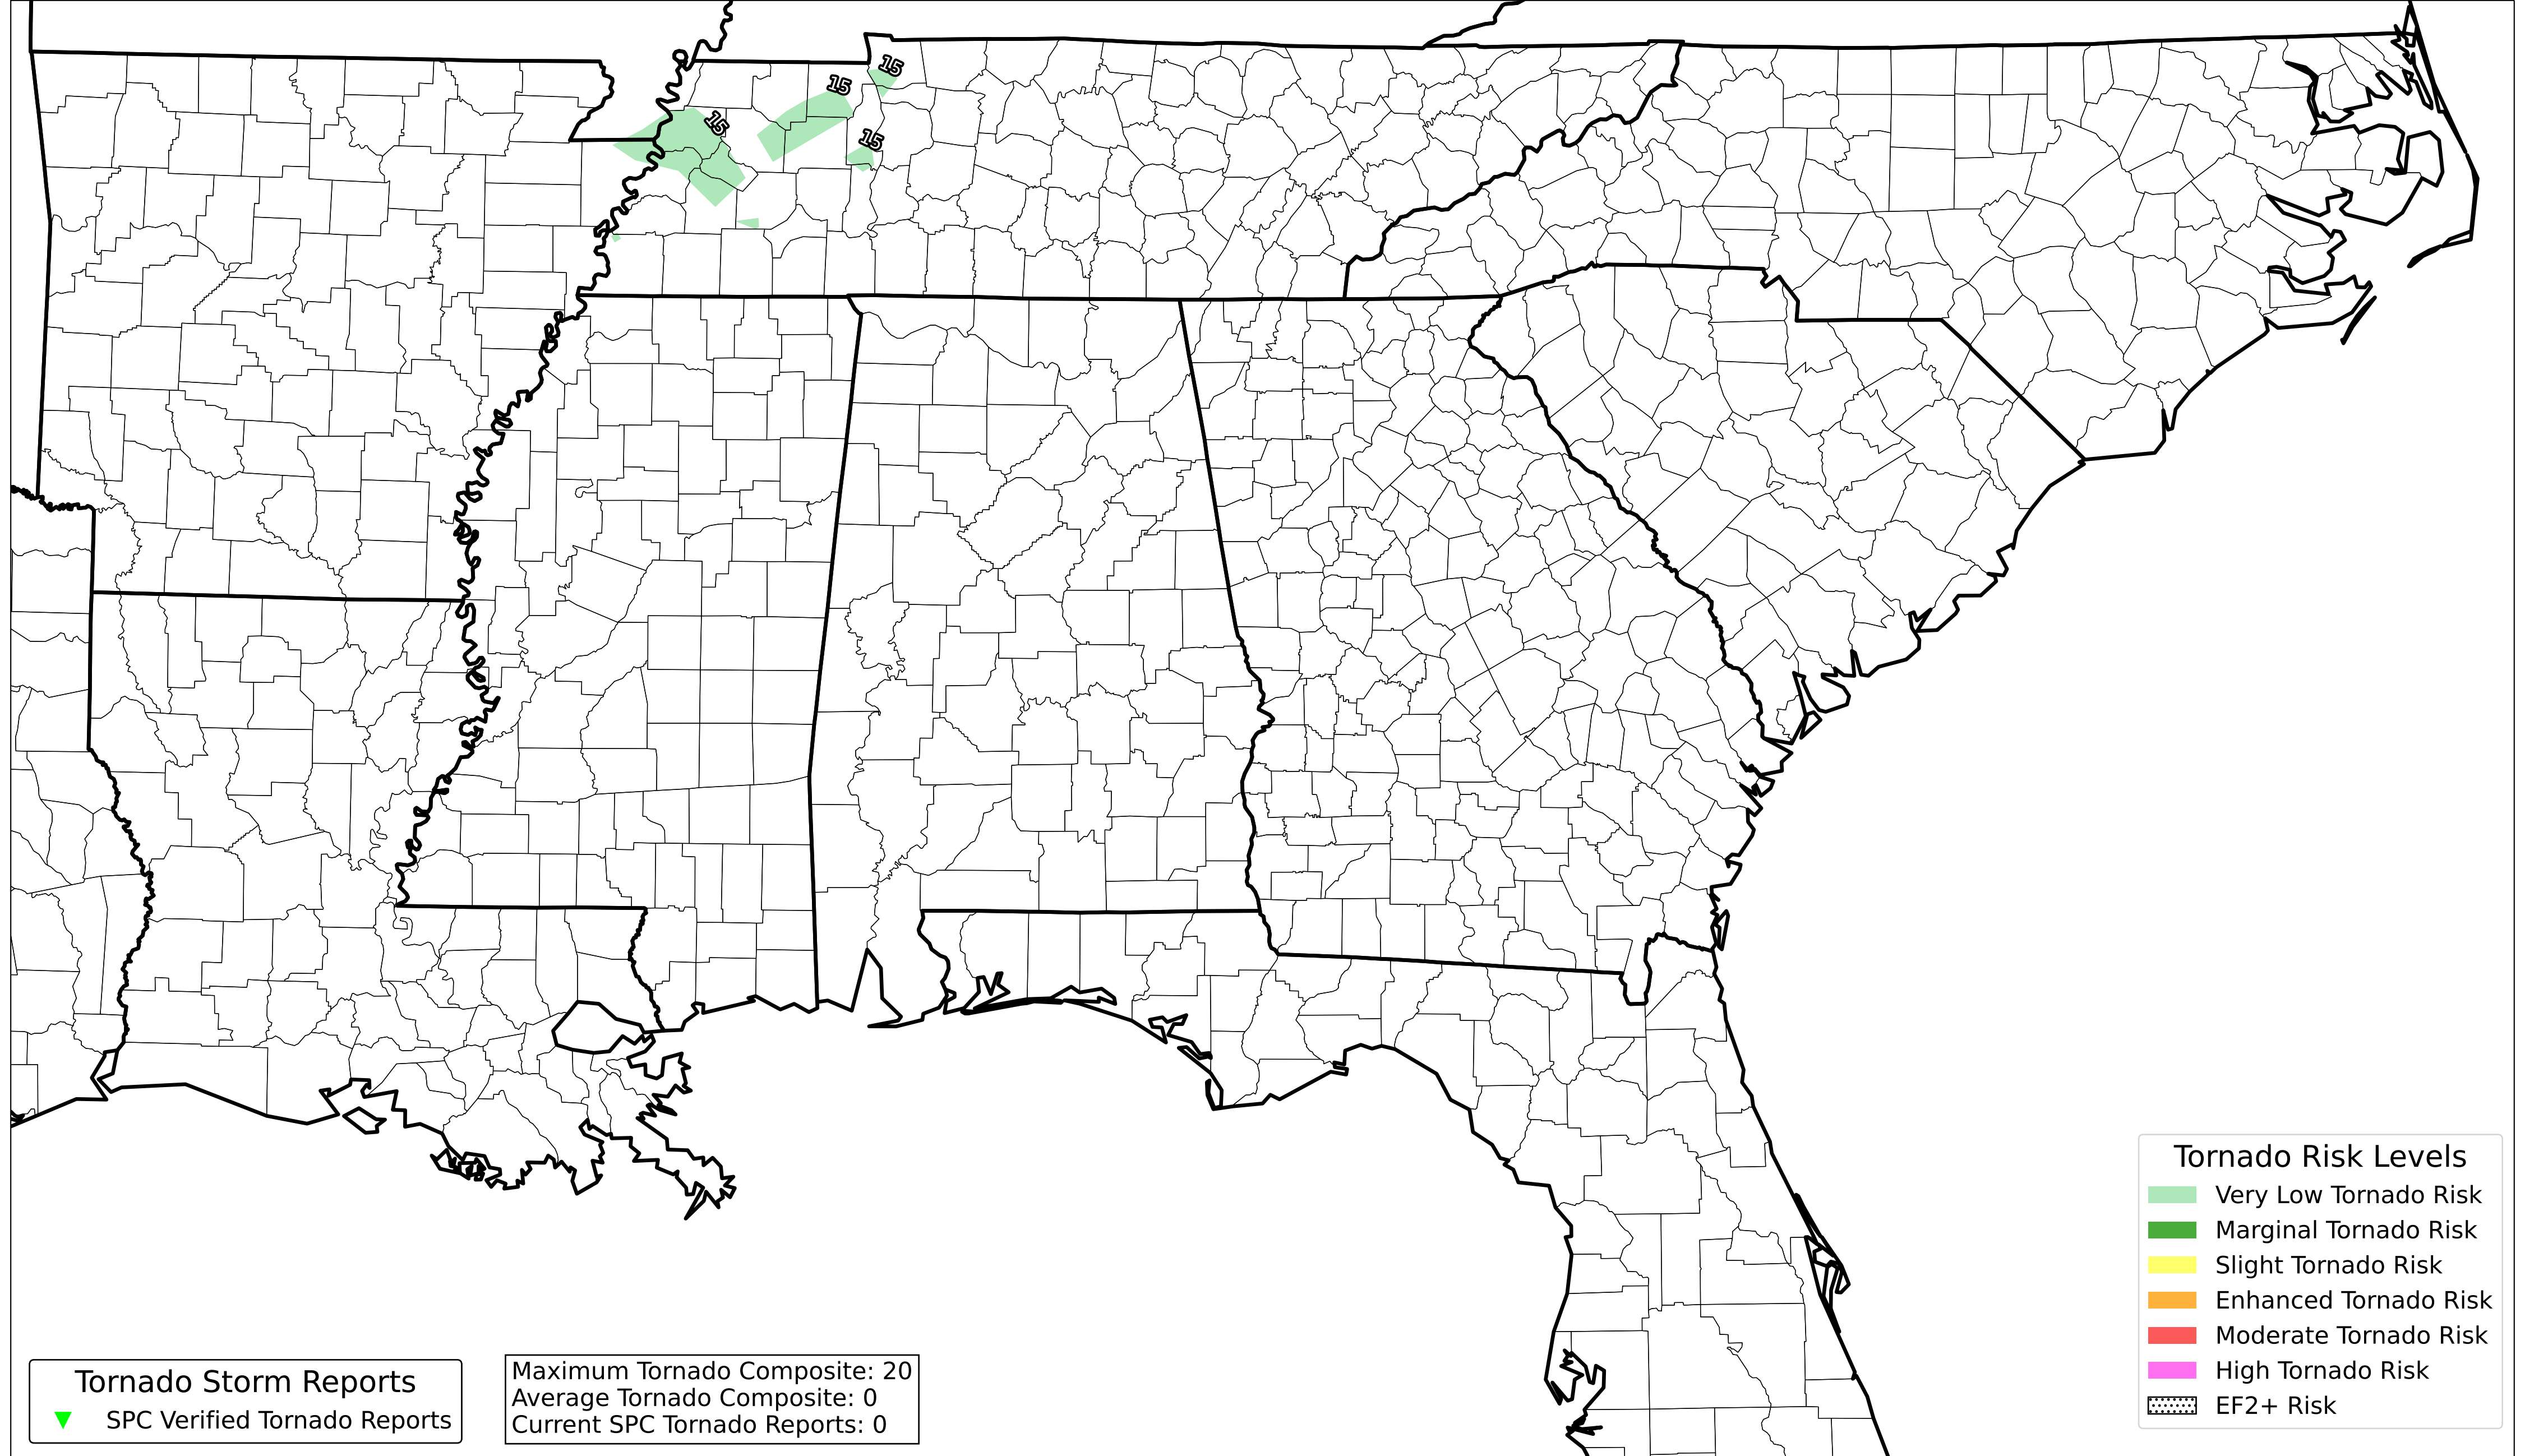 15
15
15
15
Tornado Risk Levels
Very Low Tornado Risk
Marginal Tornado Risk
Slight Tornado Risk
Enhanced Tornado Risk
Moderate Tornado Risk
High Tornado Risk
EF2+ Risk
Tornado Storm Reports
SPC Verified Tornado Reports
Maximum Tornado Composite: 20
Average Tornado Composite: 0
Current SPC Tornado Reports: 0